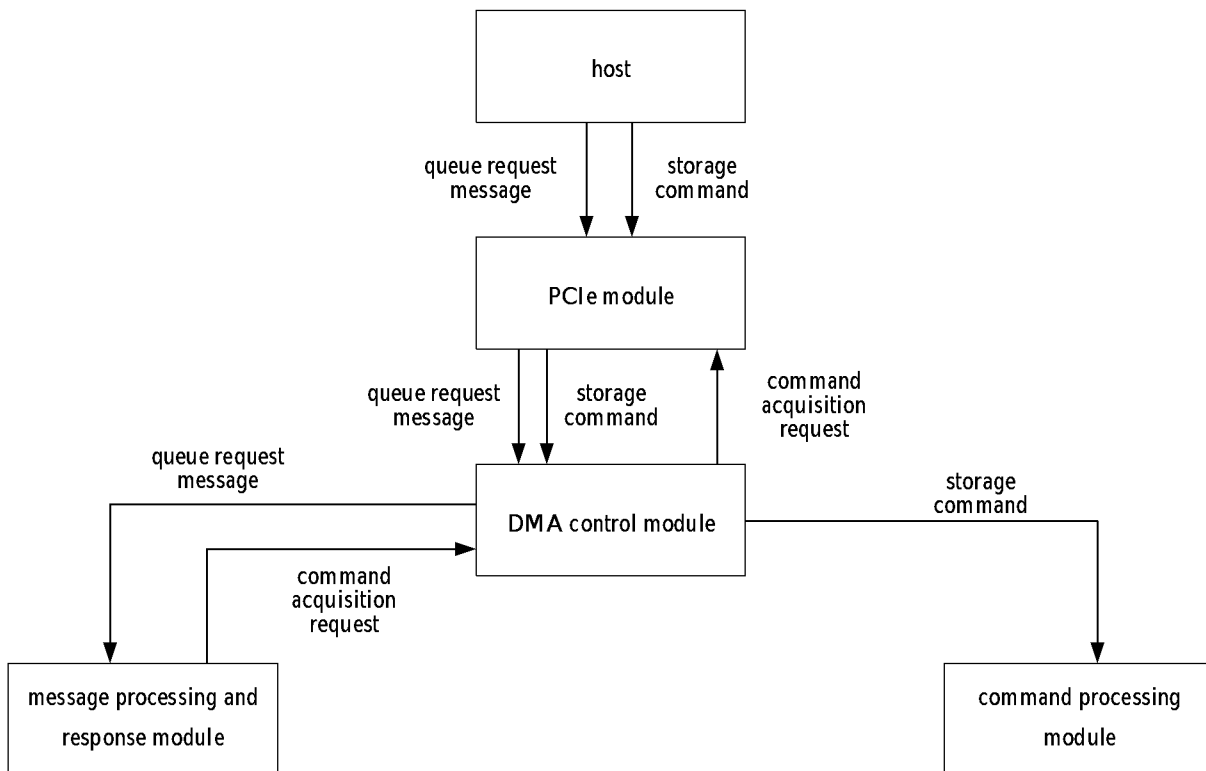 host
queue request
message
storage
command
PCIe module
queue request
message
storage
command
command
acquisition
request
queue request
message
DMA control module
storage
command
command
acquisition
request
message processing and
response module
command processing
module